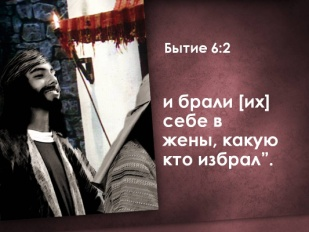 Бытие 6:2
и брали [их]
себе в
жены, какую
кто избрал”.